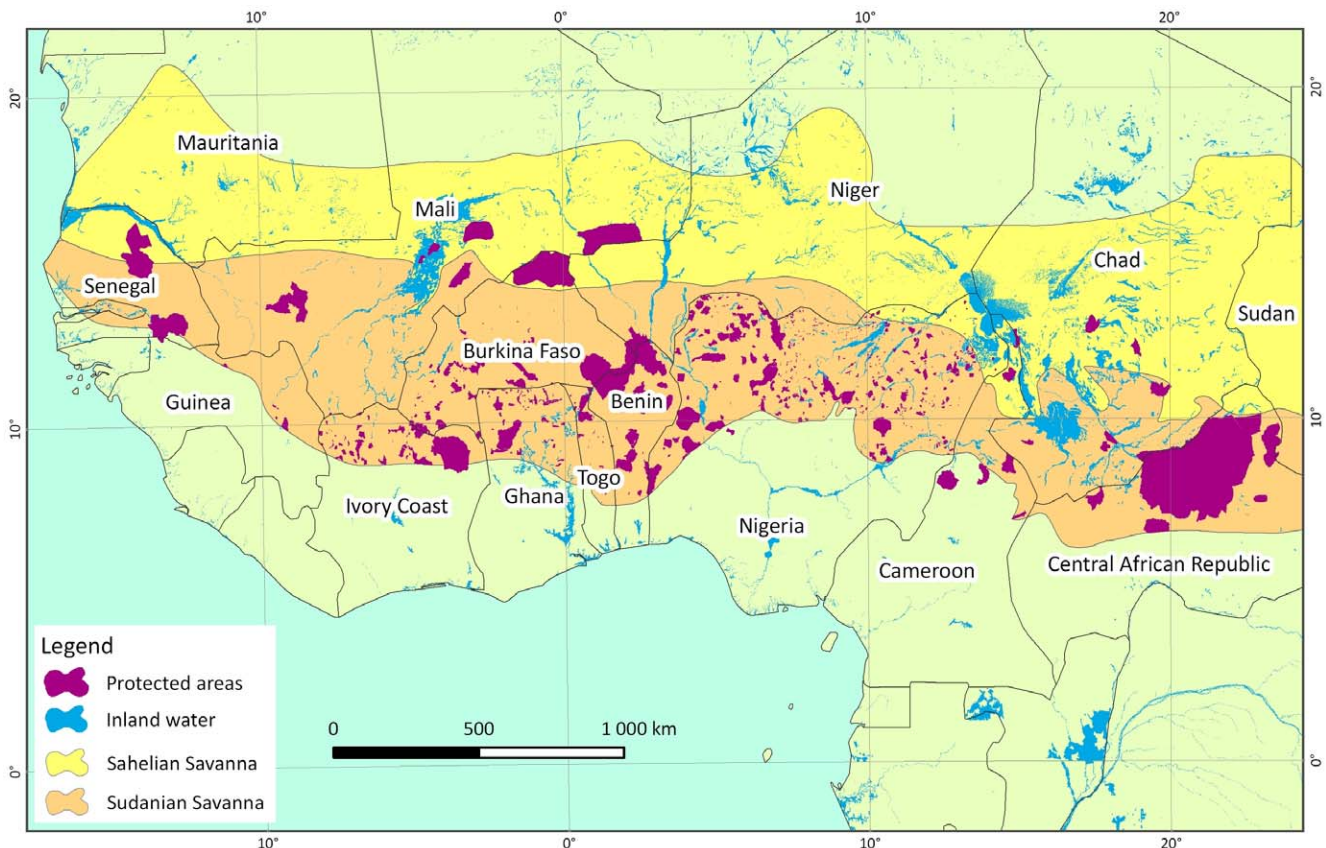 10° 0° 10° 20°
20° 20°
Mauritania
Mali
Niger
Chad
Senegal
Sudan
Burkina Faso
Benin
Guinea
10° 10°
Togo
Ghana
Ivory Coast
Nigeria
Cameroon
Central African Republic
Legend
Protected areas
Inland water
Sahelian Savanna
Sudanian Savanna
0 500 1 000 km
0° 0°
10° 0° 10° 20°